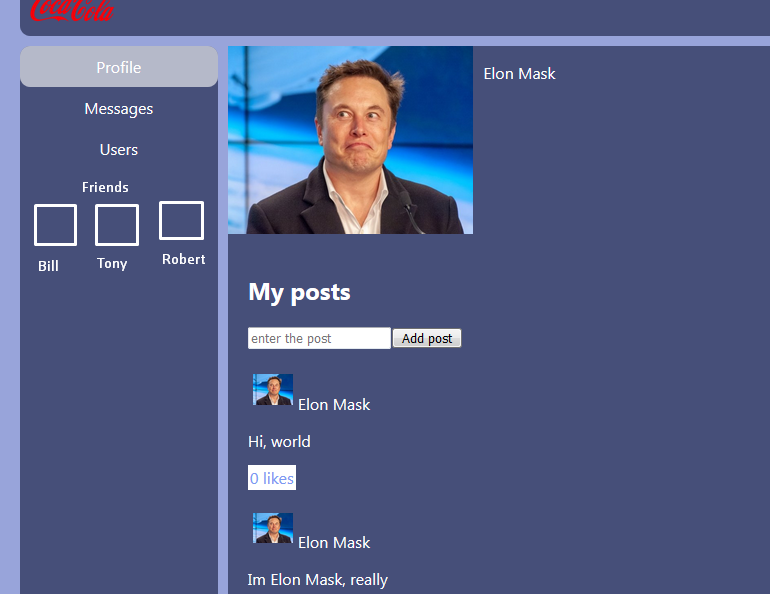 Coca-Cola
Profile
Elon Mask
Messages
Users
Friends
Bill
Tony
Robert
My posts
enter the post
Add post
Elon Mask
Hi, world
0 likes
Elon Mask
Im Elon Mask, really